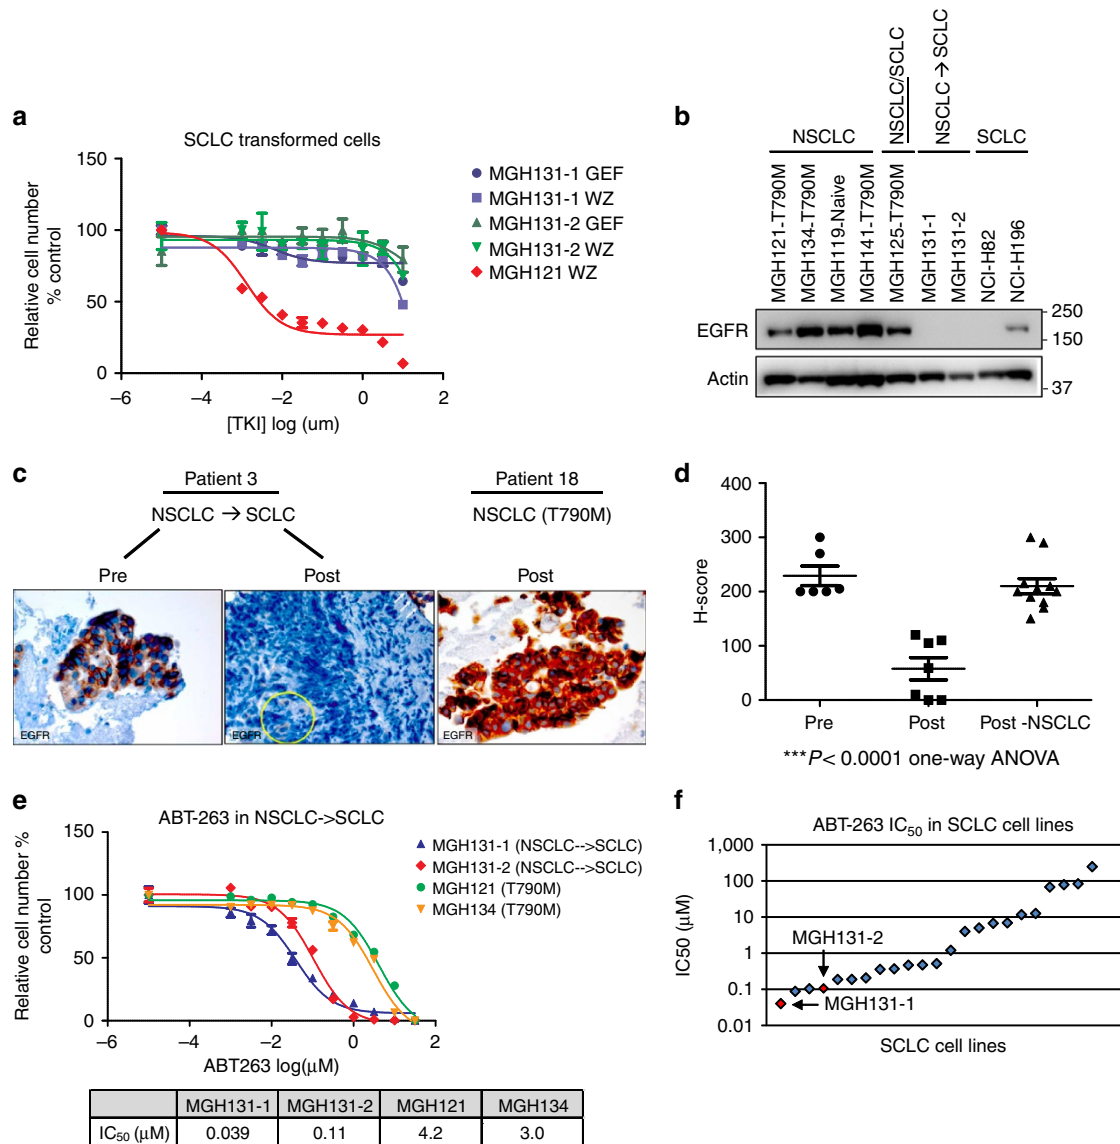 a
SCLC transformed cells
150
100
50
0
Relative cell number
% control
−6
−4
−2
0
2
[TKI] log (um)
MGH131-1 GEF
MGH131-1 WZ
MGH131-2 GEF
MGH131-2 WZ
MGH121 WZ
b
NSCLC
NSCLC/SCLC
NSCLC → SCLC
SCLC
MGH121-T790M
MGH134-T790M
MGH119-Naive
MGH141-T790M
MGH125-T790M
MGH131-1
MGH131-2
NCI-H82
NCI-H196
EGFR
250
150
Actin
37
c
Patient 3
NSCLC → SCLC
Patient 18
NSCLC (T790M)
Pre
Post
Post
EGFR
EGFR
EGFR
d
400
300
200
100
0
H-score
Pre
Post
Post -NSCLC
***P< 0.0001 one-way ANOVA
e
ABT-263 in NSCLC->SCLC
150
100
50
0
Relative cell number %
control
−6
−4
−2
0
2
ABT263 log(μM)
MGH131-1 (NSCLC-->SCLC)
MGH131-2 (NSCLC-->SCLC)
MGH121 (T790M)
MGH134 (T790M)
MGH131-1 MGH131-2 MGH121 MGH134
IC50 (μM) 0.039 0.11 4.2 3.0
f
ABT-263 IC50 in SCLC cell lines
1,000
100
10
1
0.1
0.01
IC50 (μM)
MGH131-2
MGH131-1
SCLC cell lines